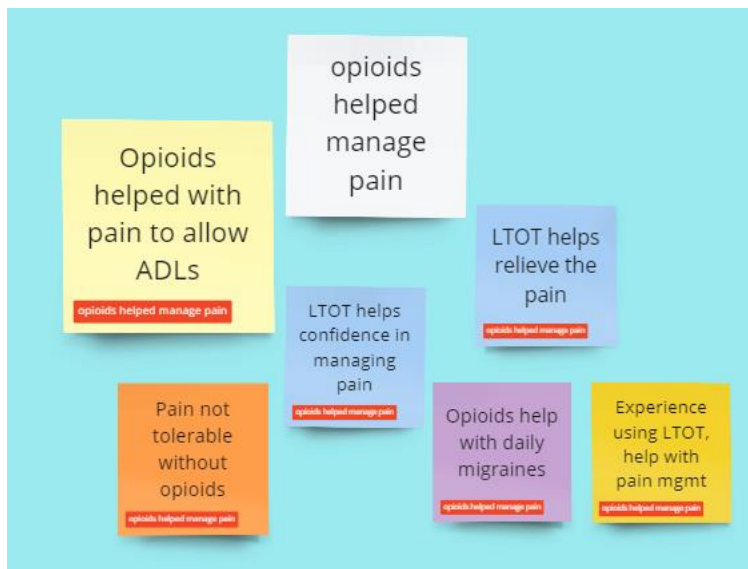 opioids
helped
manage
pain
Opioids
helped with
pain to allow
ADLs
opioids helped manage pain
LTOT helps
relieve the
pain
opioids helped manage pain
LTOT helps
confidence in
managing
pain
opioids helped manage pain
Pain not
tolerable
without
opioids
opioids helped manage pain
Opioids help
with daily
migraines
opioids helped manage pain
Experience
using LTOT,
help with
pain mgmt
opioids helped manage pain